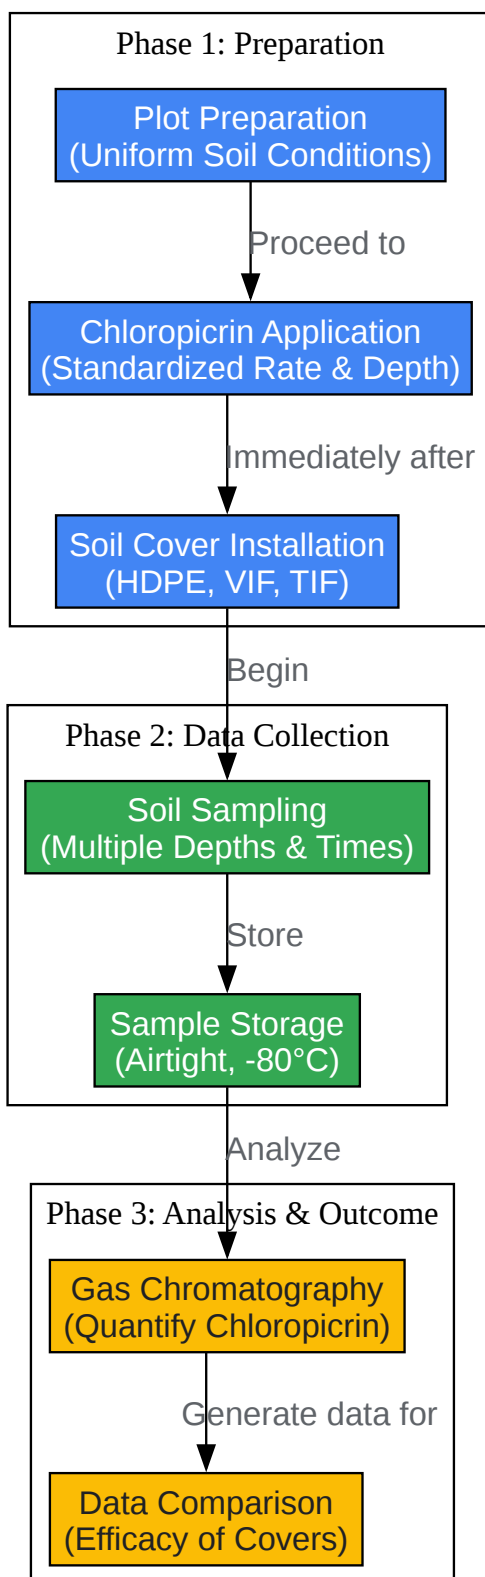 Phase 1: Preparation
Plot Preparation
(Uniform Soil Conditions)
Proceed to
Chloropicrin Application
(Standardized Rate & Depth)
Immediately after
Soil Cover Installation
(HDPE, VIF, TIF)
Begin
Phase 2: Data Collection
Soil Sampling
(Multiple Depths & Times)
Store
Sample Storage
(Airtight, -80°C)
Analyze
Phase 3: Analysis & Outcome
Gas Chromatography
(Quantify Chloropicrin)
Generate data for
Data Comparison
(Efficacy of Covers)